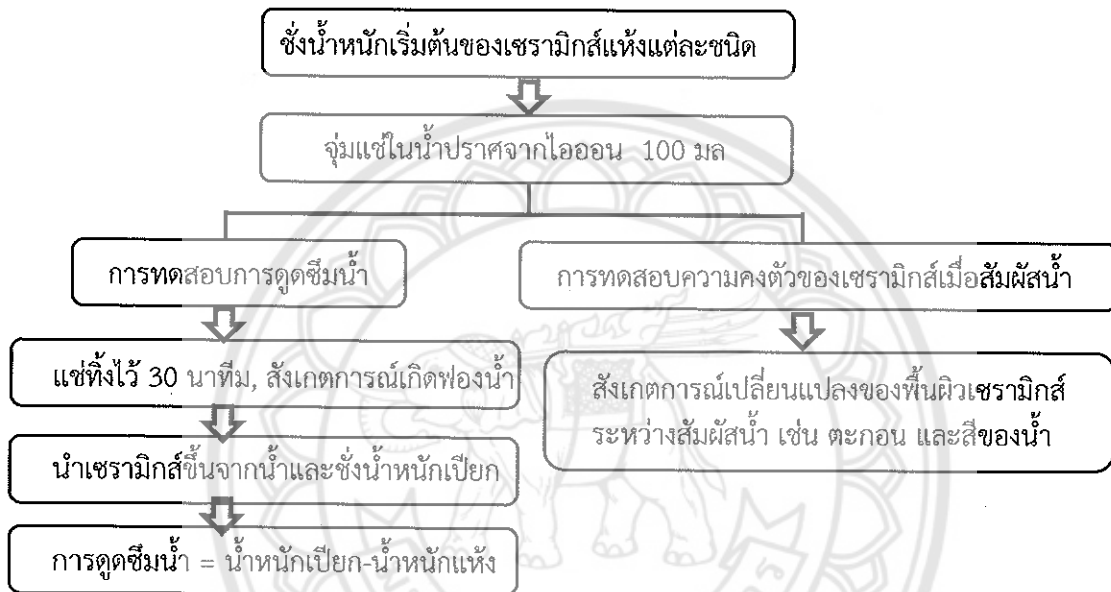 ชั่งน้ำหนักเริ่มต้นของเซรามิกส์แห้งแต่ละชนิด
จุ่มแช่ในน้ำปราศจากไอออน 100 มล
การทดสอบการดูดซึมน้ำ
การทดสอบความคงตัวของเซรามิกส์เมื่อสัมผัสน้ำ
แช่ทิ้งไว้ 30 นาทีม, สังเกตการณ์เกิดฟองน้ำ
สังเกตการณ์เปลี่ยนแปลงของพื้นผิวเซรามิกส์
ระหว่างสัมผัสน้ำ เช่น ตะกอน และสีของน้ำ
นำเซรามิกส์ขึ้นจากน้ำและชั่งน้ำหนักเปียก
การดูดซึมน้ำ = น้ำหนักเปียก-น้ำหนักแห้ง